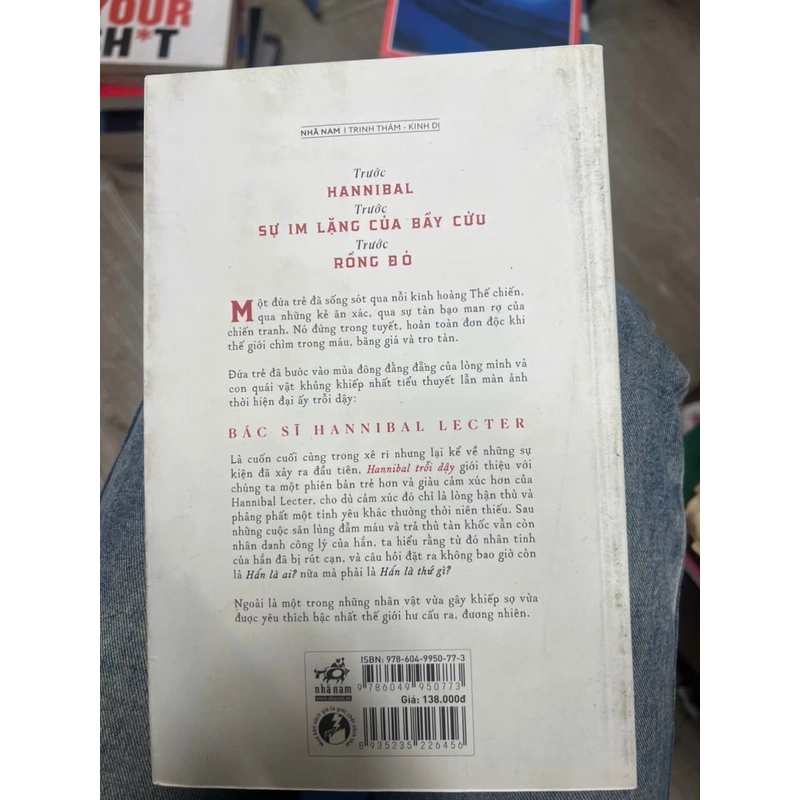 YOUR
SH*T
NHÃ NAM | TRINH THÁM - KINH DỊ
Trước
HANNIBAL
Trước
SỰ IM LẶNG CỦA BẦY CỪU
Trước
RỒNG ĐỎ
Một đứa trẻ đã sống sót qua nỗi kinh hoàng Thế chiến,
qua những kẻ ăn xác, qua sự tàn bạo man rợ của
chiến tranh. Nó đứng trong tuyết, hoàn toàn đơn độc khi
thế giới chìm trong máu, băng giá và tro tàn.
Đứa trẻ đã bước vào mùa đông đằng đẵng của lòng mình và
con quái vật khủng khiếp nhất tiểu thuyết lẫn màn ảnh
thời hiện đại ấy trỗi dậy:
BÁC SĨ HANNIBAL LECTER
Là cuốn cuối cùng trong xê ri nhưng lại kể về những sự
kiện đã xảy ra đầu tiên, Hannibal trỗi dậy giới thiệu với
chúng ta một phiên bản trẻ hơn và giàu cảm xúc hơn của
Hannibal Lecter, cho dù cảm xúc đó chỉ là lòng hận thù và
phảng phất một tình yêu khác thường thời niên thiếu. Sau
những cuộc săn lùng đẫm máu và trả thù tàn khốc vẫn còn
nhân danh công lý của hắn, ta hiểu rằng từ đó nhân tính
của hắn đã bị rút cạn, và câu hỏi đặt ra không bao giờ còn
là Hắn là ai? nữa mà phải là Hắn là thứ gì?
Ngoài là một trong những nhân vật vừa gây khiếp sợ vừa
được yêu thích bậc nhất thế giới hư cấu ra, đương nhiên.
ISBN: 978-604-9950-77-3
nhã nam
9 786049 950773
Giá: 138.000đ
8 935235 226456